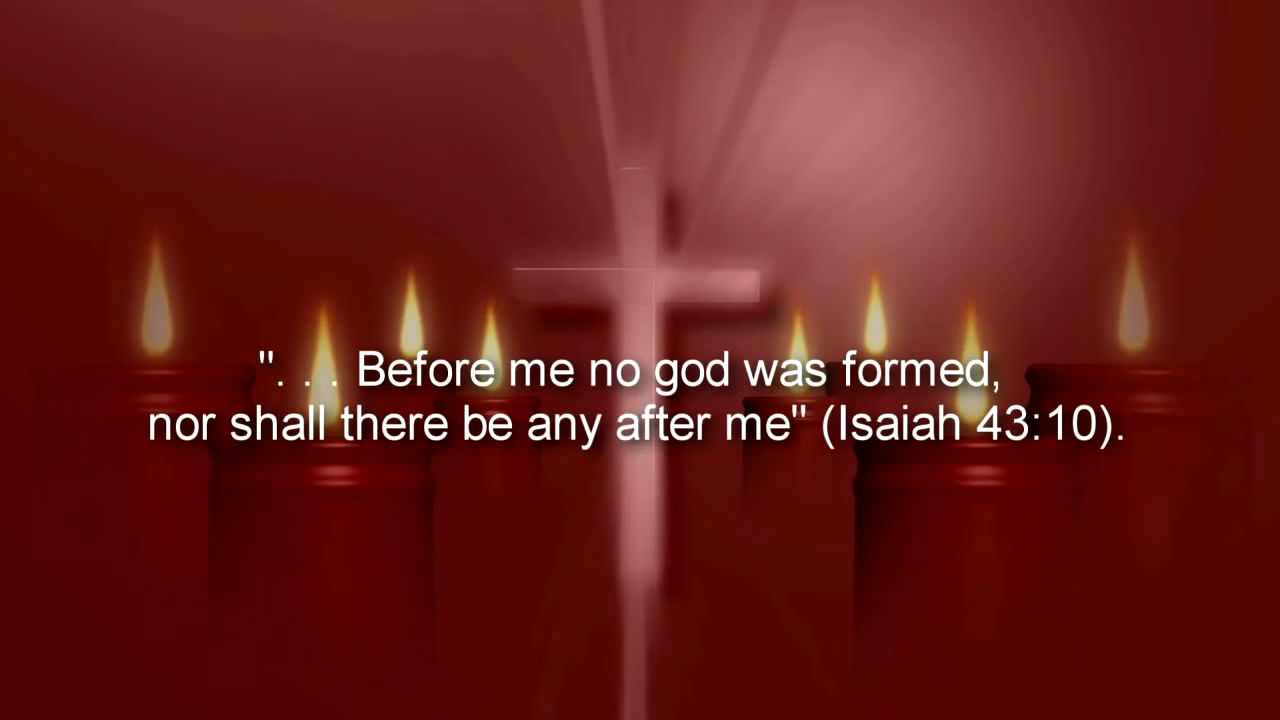 ". . . Before me no god was formed,
nor shall there be any after me" (Isaiah 43:10).